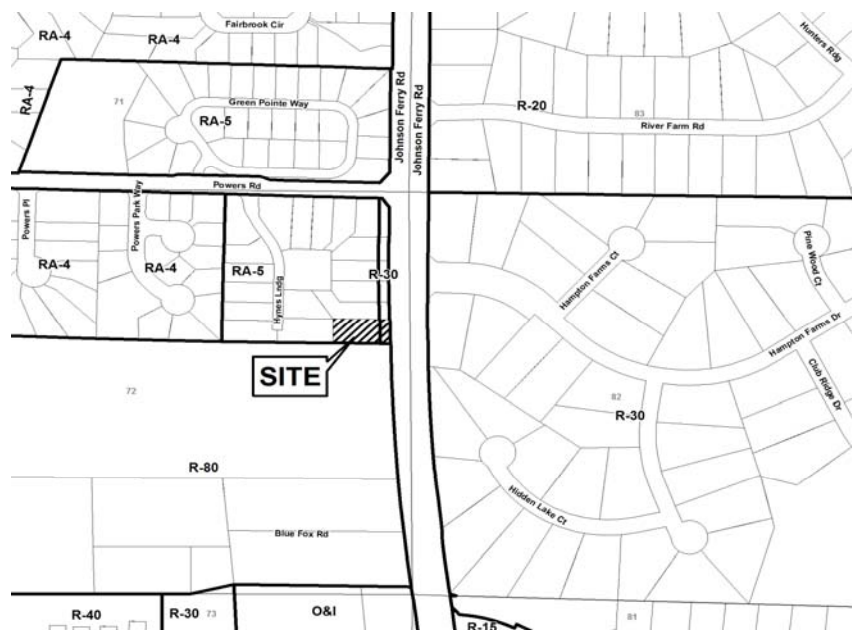 Fairbrook Cir
RA-4
RA-4
Hunters Rdg
RA-4
71
Green Pointe Way
RA-5
Johnson Ferry Rd
Johnson Ferry Rd
R-20
83
River Farm Rd
Powers Rd
Powers Pl
Powers Park Way
RA-4
RA-4
RA-5
Hynes Lndg
R-30
Hampton Farms Ct
Pine Wood Ct
Hampton Farms Dr
Club Ridge Dr
SITE
72
82
R-30
R-80
Hidden Lake Ct
Blue Fox Rd
R-40
R-30
73
O&I
R-15
81